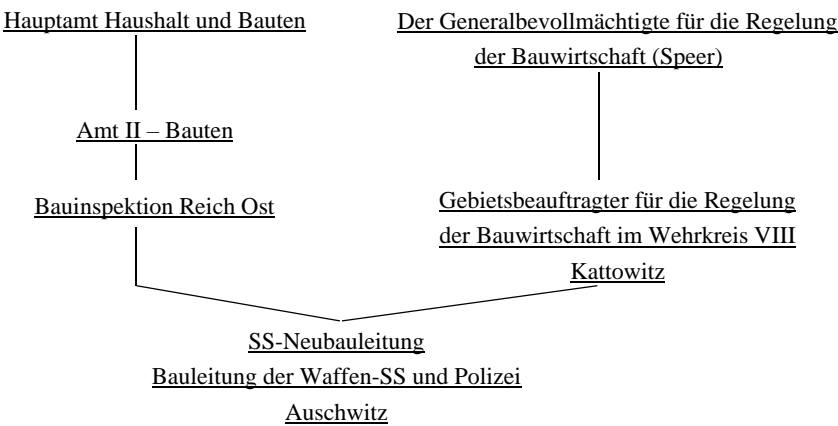 Hauptamt Haushalt und Bauten
Der Generalbevollmächtigte für die Regelung
der Bauwirtschaft (Speer)
Amt II – Bauten
Bauinspektion Reich Ost
Gebietsbeauftragter für die Regelung
der Bauwirtschaft im Wehrkreis VIII
Kattowitz
SS-Neubauleitung
Bauleitung der Waffen-SS und Polizei
Auschwitz